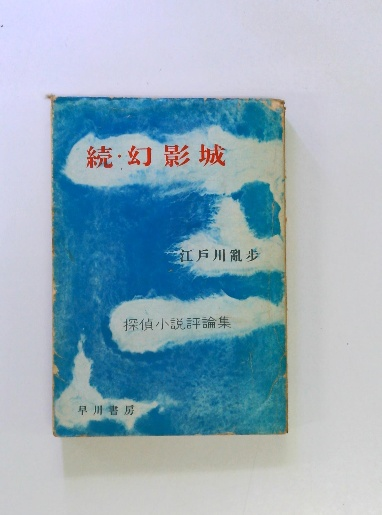 続・幻影城
江戸川亂歩
探偵小説評論集
早川書房